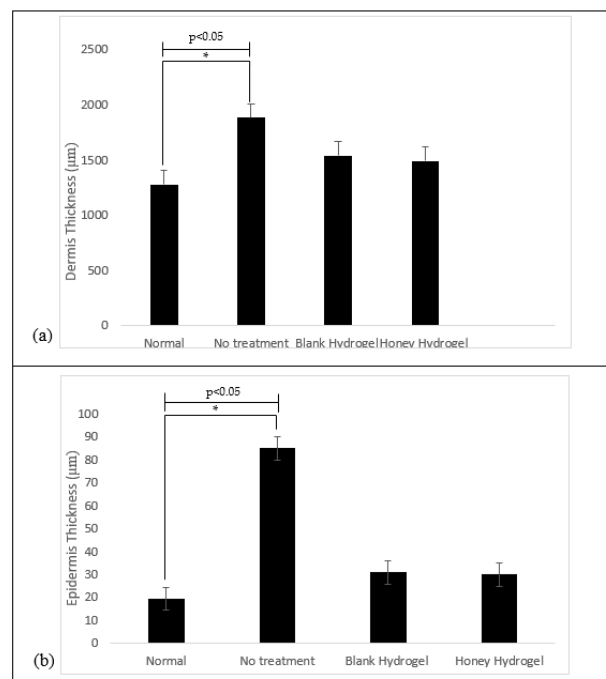 p<0.05
*
2500
2000
1500
1000
500
0
Dermis Thickness (µm)
Normal No treatment Blank Hydrogel Honey Hydrogel
(a)
p<0.05
*
100
90
80
70
60
50
40
30
20
10
0
Epidermis Thickness (µm)
Normal No treatment Blank Hydrogel Honey Hydrogel
(b)